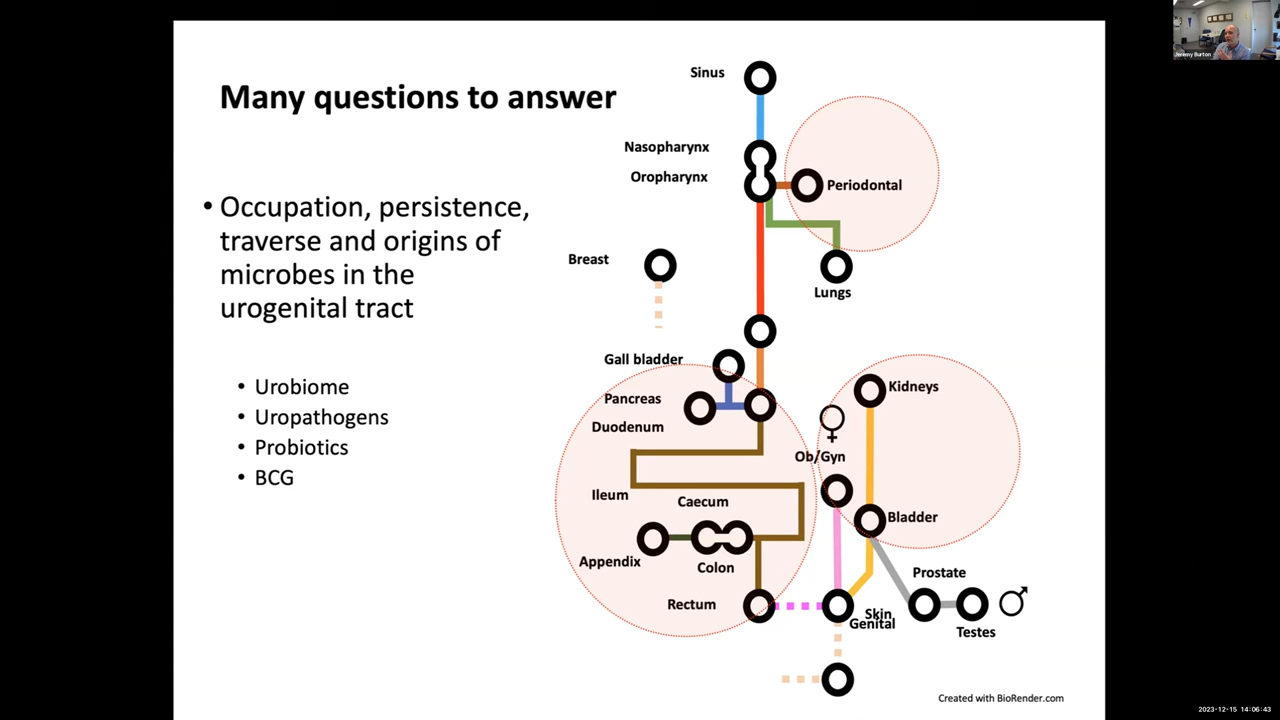 Many questions to answer
• Occupation, persistence,
traverse and origins of
microbes in the
urogenital tract
• Urobiome
• Uropathogens
• Probiotics
• BCG
Sinus
Nasopharynx
Oropharynx
Periodontal
Breast
Lungs
Gall bladder
Pancreas
Duodenum
Kidneys
Ob/Gyn
Ileum
Caecum
Bladder
Appendix
Colon
Prostate
Rectum
Skin
Genital
Testes
Created with BioRender.com
Jeremy Burton
2023-12-15 14:06:43